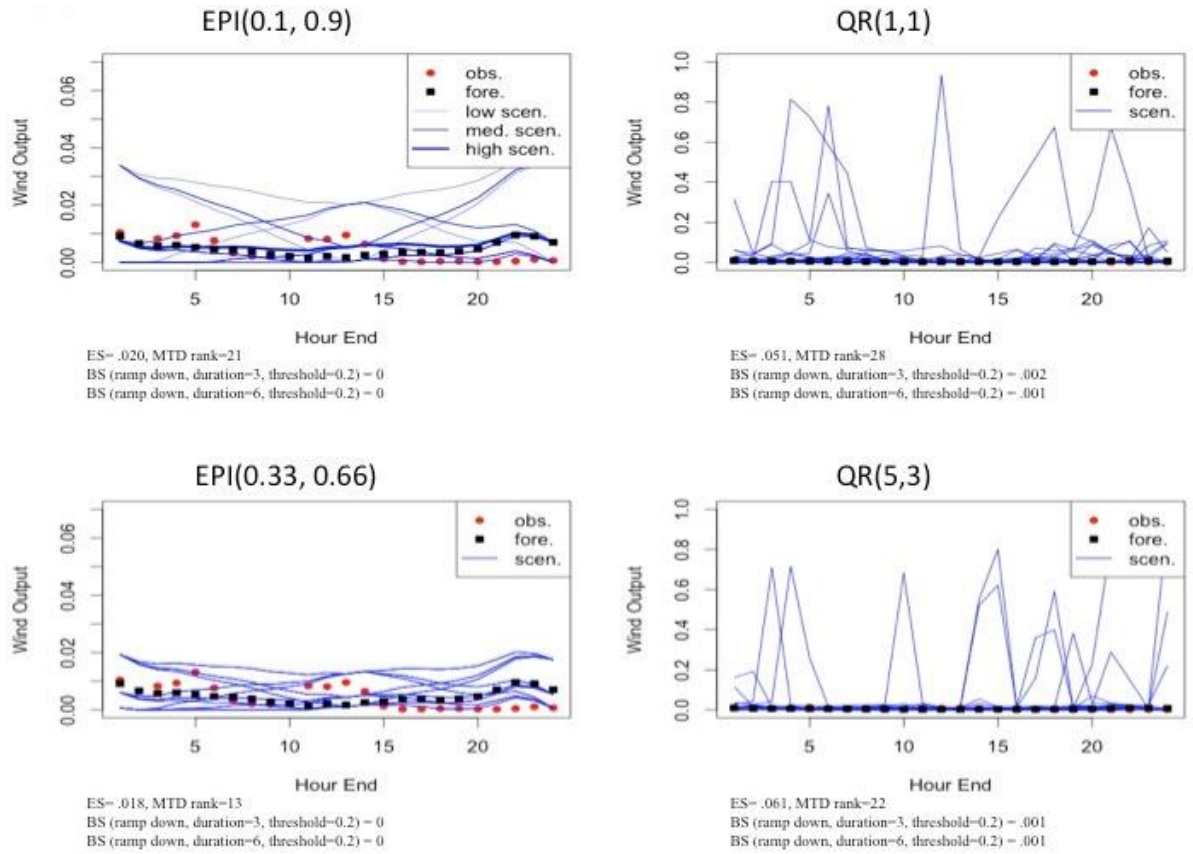 EPI(0.1, 0.9)
Wind Output
0.00
0.02
0.04
0.06
obs.
fore.
low scen.
med. scen.
high scen.
5
10
15
20
Hour End
ES= .020, MTD rank=21
BS (ramp down, duration=3, threshold=0.2) = 0
BS (ramp down, duration=6, threshold=0.2) = 0
QR(1,1)
Wind Output
0.0
0.2
0.4
0.6
0.8
1.0
obs.
fore.
scen.
5
10
15
20
Hour End
ES= .051, MTD rank=28
BS (ramp down, duration=3, threshold=0.2) = .002
BS (ramp down, duration=6, threshold=0.2) = .001
EPI(0.33, 0.66)
Wind Output
0.00
0.02
0.04
0.06
obs.
fore.
scen.
5
10
15
20
Hour End
ES= .018, MTD rank=13
BS (ramp down, duration=3, threshold=0.2) = 0
BS (ramp down, duration=6, threshold=0.2) = 0
QR(5,3)
Wind Output
0.0
0.2
0.4
0.6
0.8
1.0
obs.
fore.
scen.
5
10
15
20
Hour End
ES= .061, MTD rank=22
BS (ramp down, duration=3, threshold=0.2) = .001
BS (ramp down, duration=6, threshold=0.2) = .001